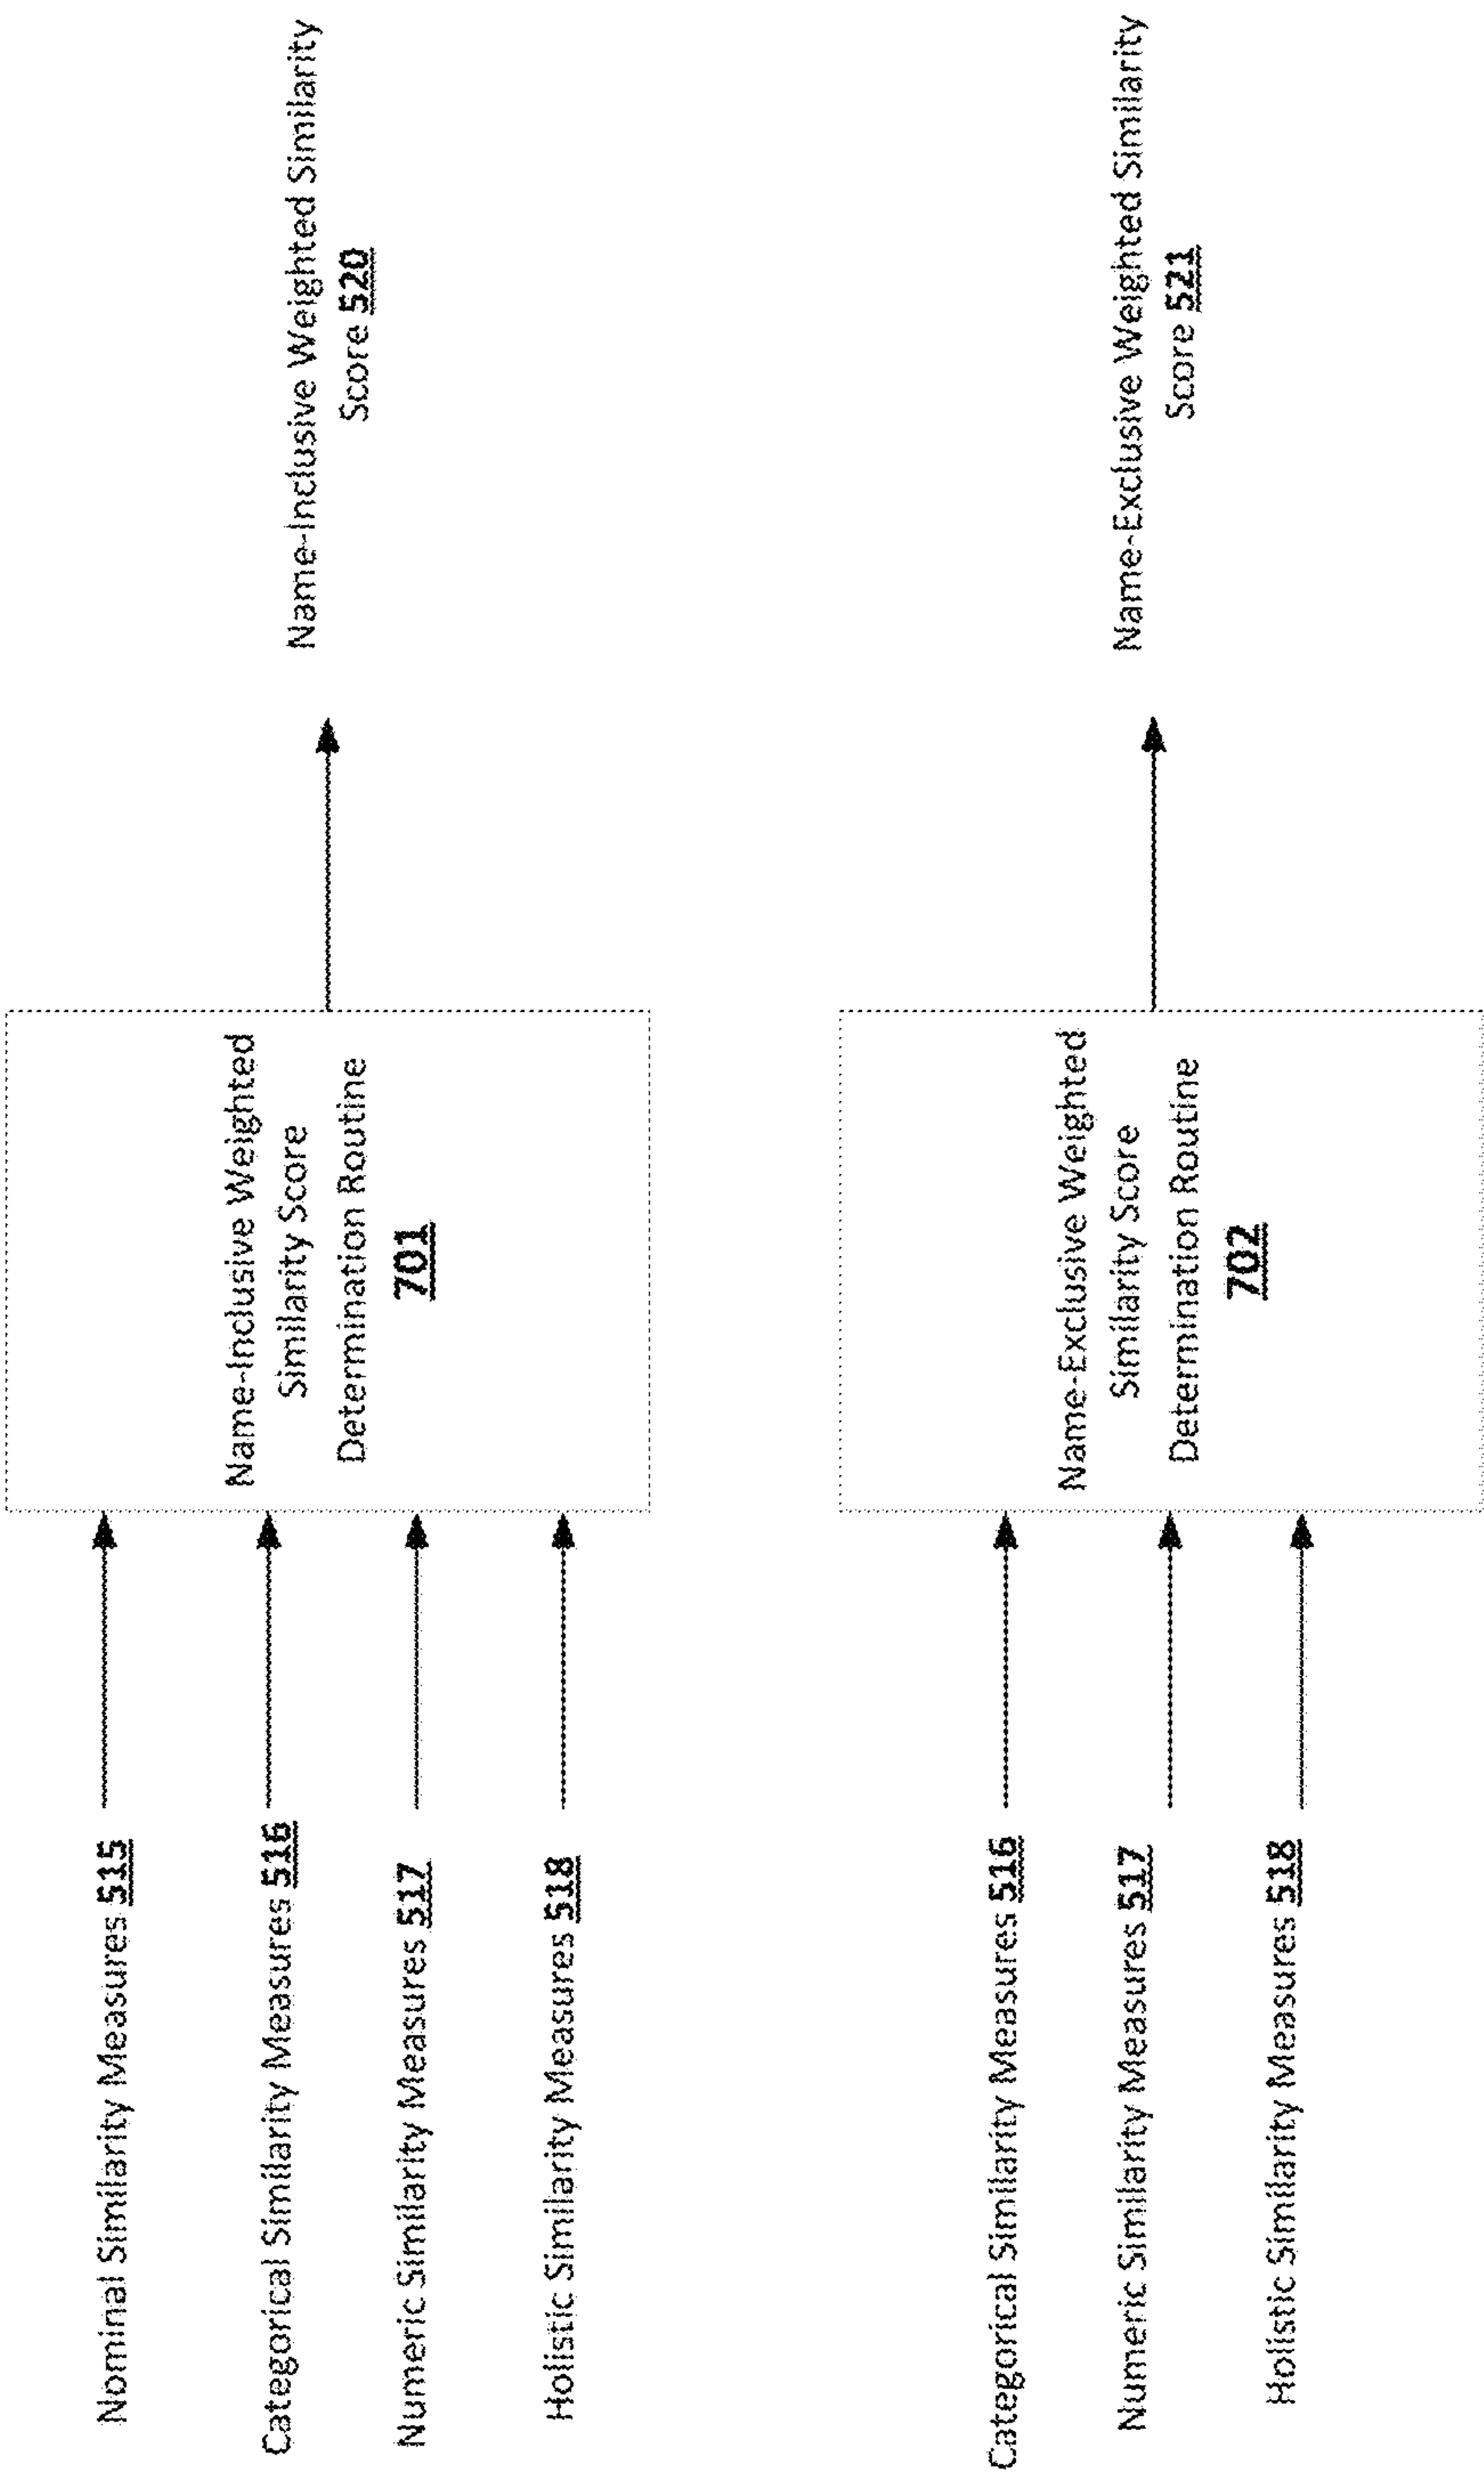 Nominal Similarity Measures 515
Categorical Similarity Measures 516
Numeric Similarity Measures 517
Holistic Similarity Measures 518
Name-Inclusive Weighted
Similarity Score
Determination Routine
701
Name-Inclusive Weighted Similarity
Score 520
Categorical Similarity Measures 516
Numeric Similarity Measures 517
Holistic Similarity Measures 518
Name-Exclusive Weighted
Similarity Score
Determination Routine
702
Name-Exclusive Weighted Similarity
Score 521